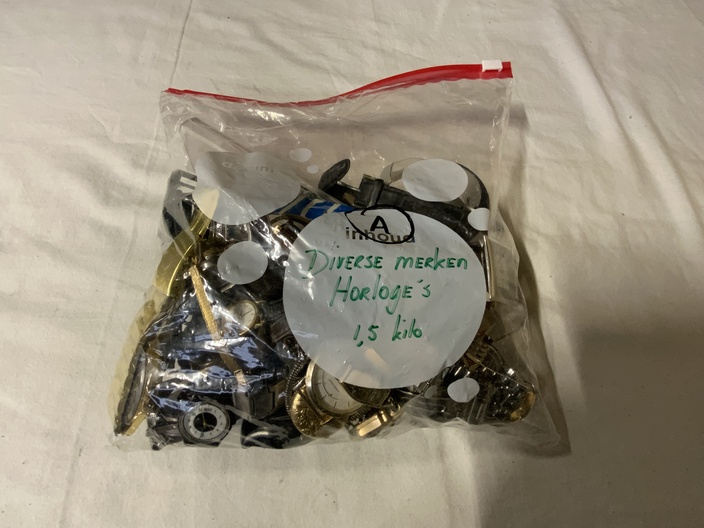 A
inhoud
Diverse merken
Horloge's
1,5 kilo